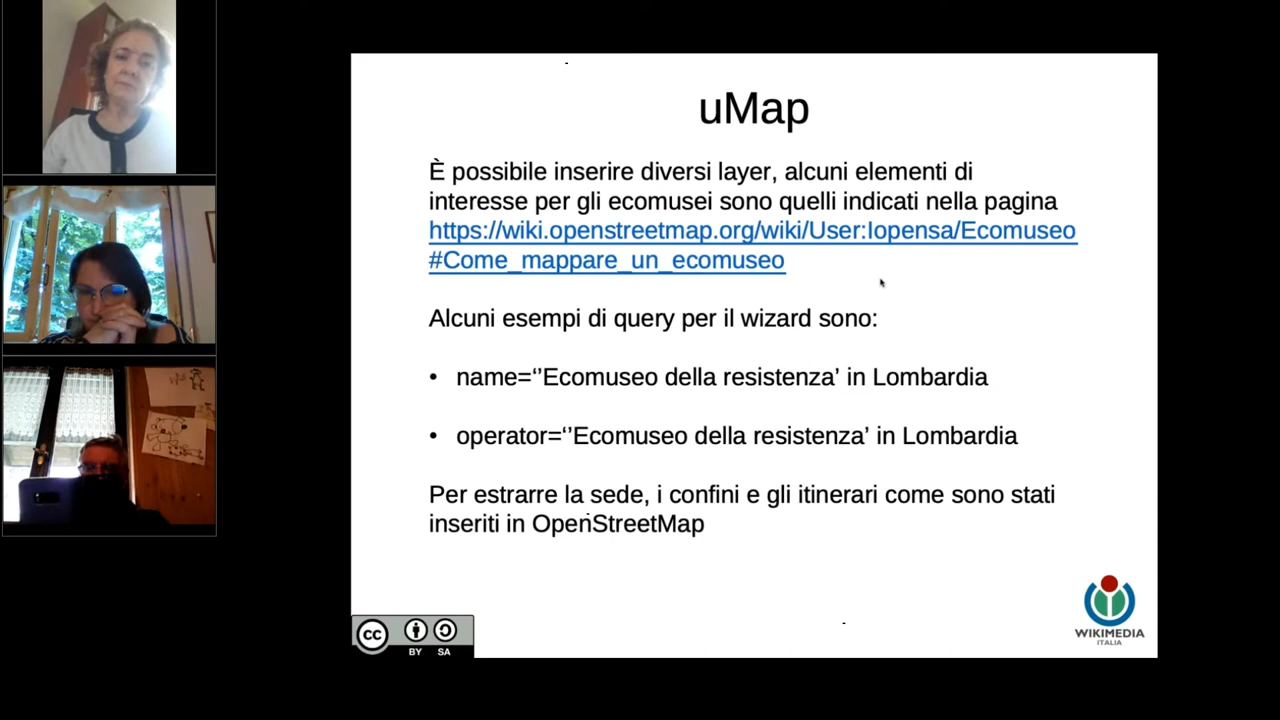 uMap
È possibile inserire diversi layer, alcuni elementi di
interesse per gli ecomusei sono quelli indicati nella pagina
https://wiki.openstreetmap.org/wiki/User:Iopensa/Ecomuseo
#Come_mappare_un_ecomuseo
Alcuni esempi di query per il wizard sono:
• name=‘’Ecomuseo della resistenza’ in Lombardia
• operator=‘’Ecomuseo della resistenza’ in Lombardia
Per estrarre la sede, i confini e gli itinerari come sono stati
inseriti in OpenStreetMap
cc
BY SA
WIKIMEDIA
ITALIA